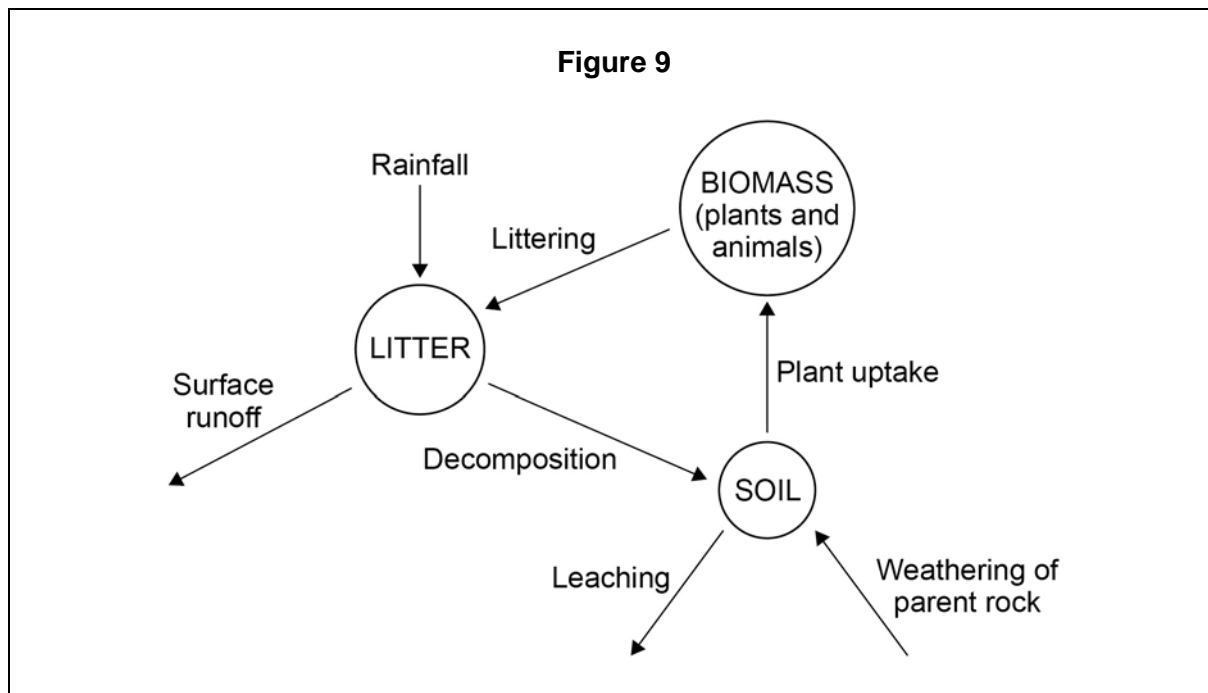 Figure 9
Rainfall
BIOMASS
(plants and
animals)
Littering
LITTER
Surface
runoff
Plant uptake
Decomposition
SOIL
Leaching
Weathering of
parent rock